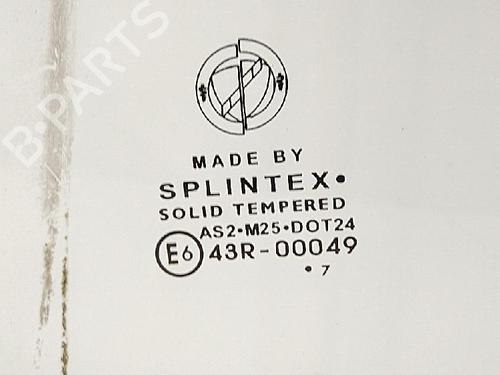 B-PARTS
MADE BY
SPLINTEX•
SOLID TEMPERED
AS2•M25•DOT24
E6 43R-00049
• 7